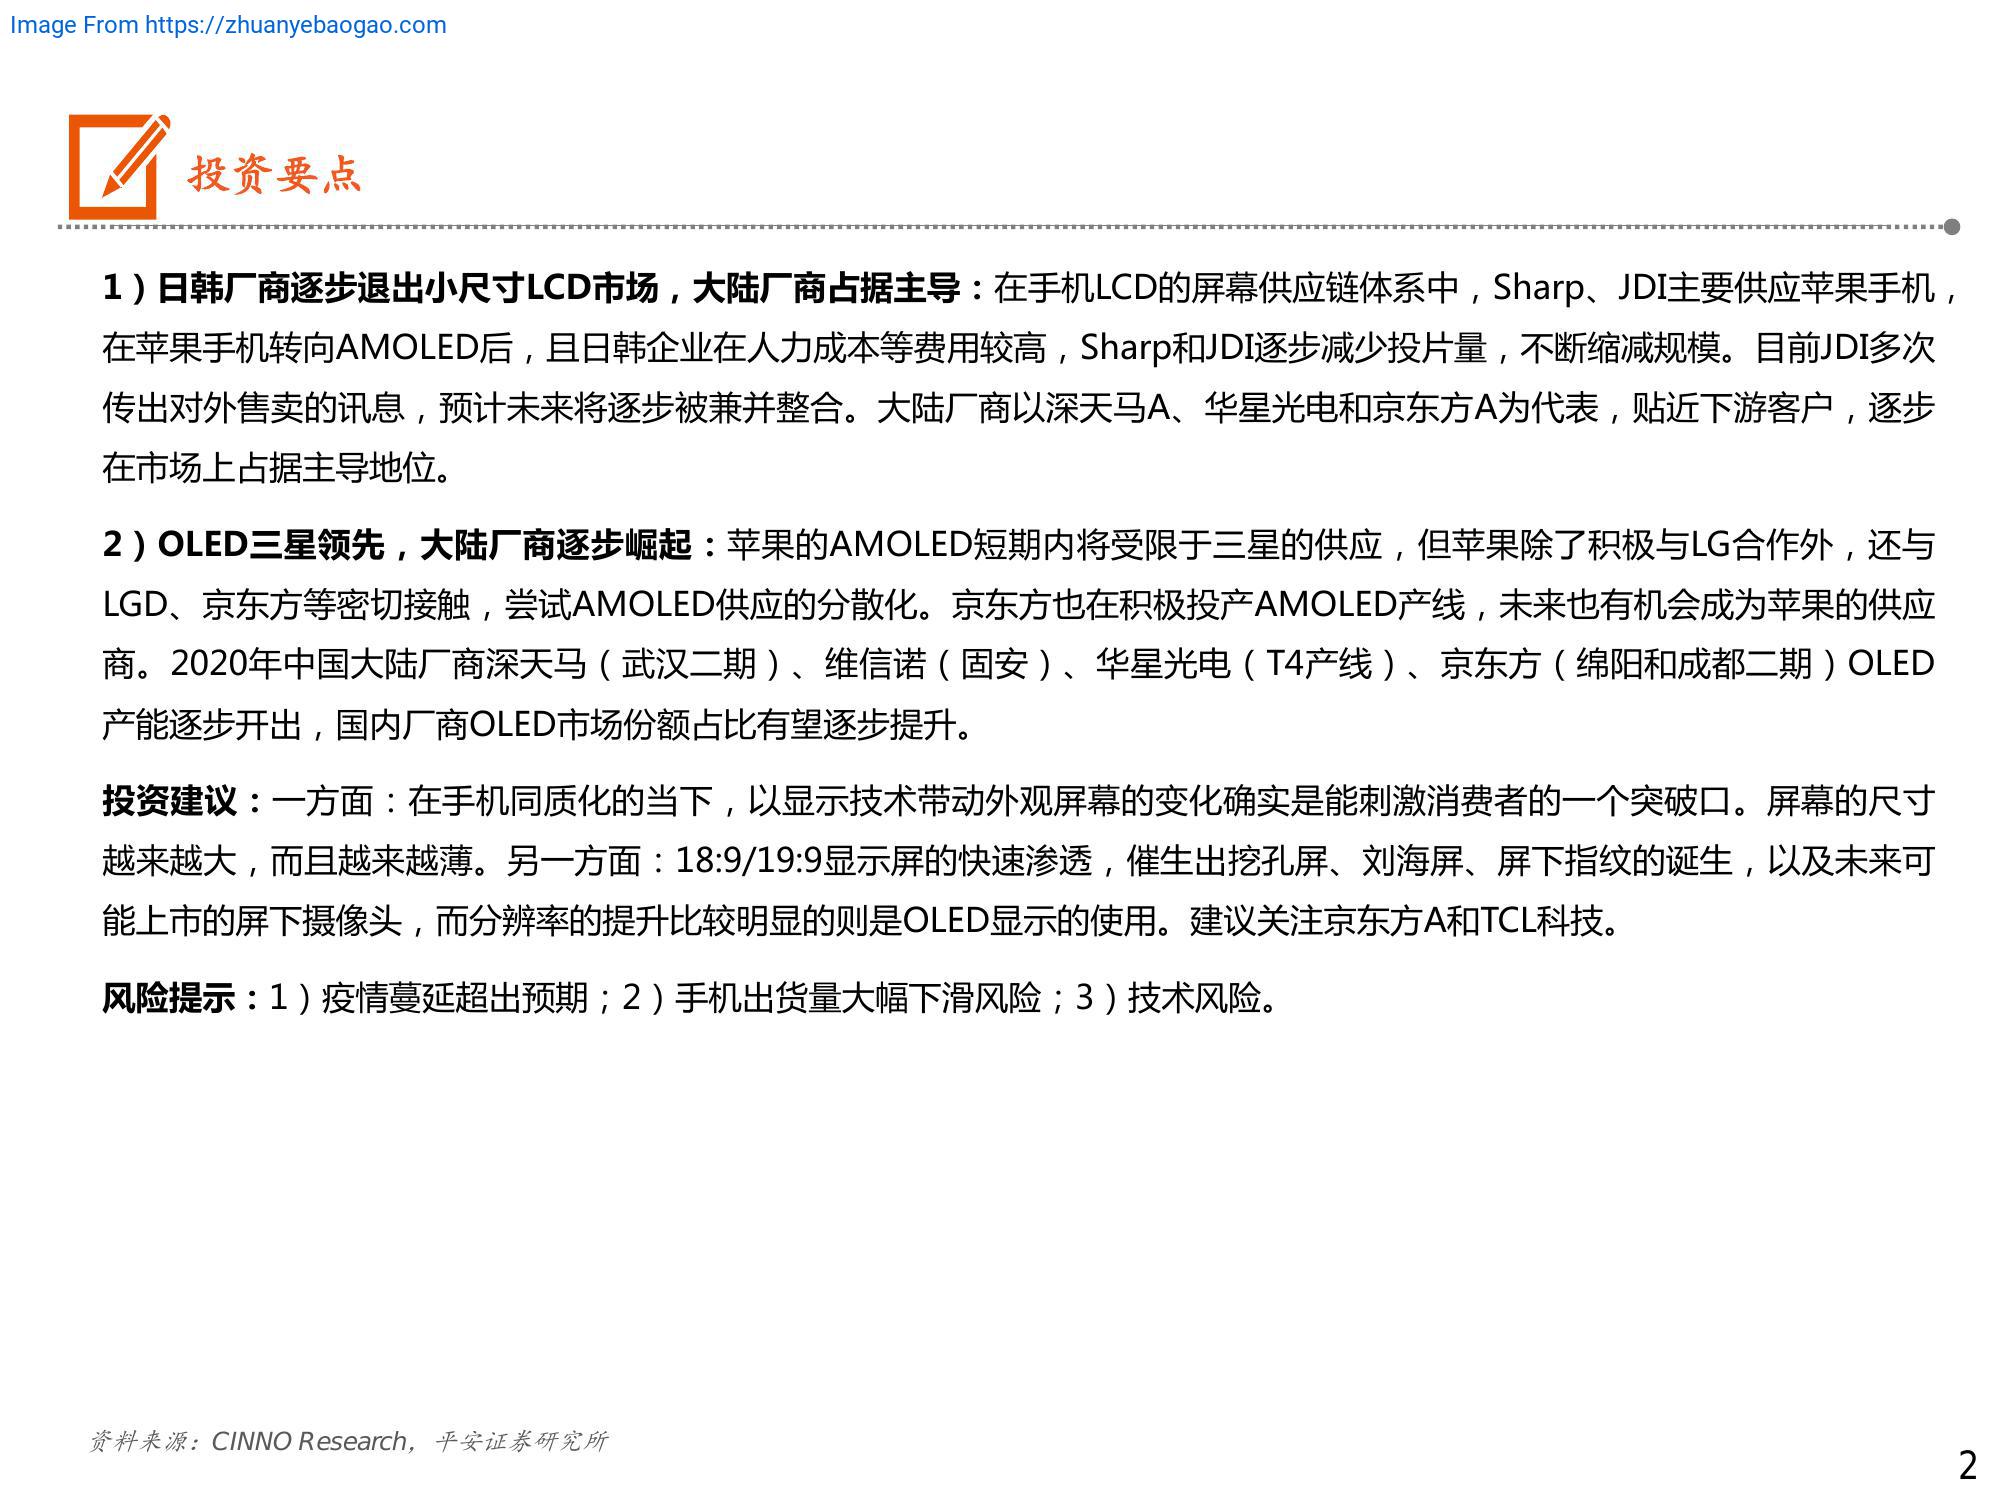 Image From https://zhuanyebaogao.com
投资要点
1）日韩厂商逐步退出小尺寸LCD市场，大陆厂商占据主导：在手机LCD的屏幕供应链体系中，Sharp、JDI主要供应苹果手机，
在苹果手机转向AMOLED后，且日韩企业在人力成本等费用较高，Sharp和JDI逐步减少投片量，不断缩减规模。目前JDI多次
传出对外售卖的讯息，预计未来将逐步被兼并整合。大陆厂商以深天马A、华星光电和京东方A为代表，贴近下游客户，逐步
在市场上占据主导地位。
2）OLED三星领先，大陆厂商逐步崛起：苹果的AMOLED短期内将受限于三星的供应，但苹果除了积极与LG合作外，还与
LGD、京东方等密切接触，尝试AMOLED供应的分散化。京东方也在积极投产AMOLED产线，未来也有机会成为苹果的供应
商。2020年中国大陆厂商深天马（武汉二期）、维信诺（固安）、华星光电（T4产线）、京东方（绵阳和成都二期）OLED
产能逐步开出，国内厂商OLED市场份额占比有望逐步提升。
投资建议：一方面：在手机同质化的当下，以显示技术带动外观屏幕的变化确实是能刺激消费者的一个突破口。屏幕的尺寸
越来越大，而且越来越薄。另一方面：18:9/19:9显示屏的快速渗透，催生出挖孔屏、刘海屏、屏下指纹的诞生，以及未来可
能上市的屏下摄像头，而分辨率的提升比较明显的则是OLED显示的使用。建议关注京东方A和TCL科技。
风险提示：1）疫情蔓延超出预期；2）手机出货量大幅下滑风险；3）技术风险。
资料来源：CINNO Research，平安证券研究所
2